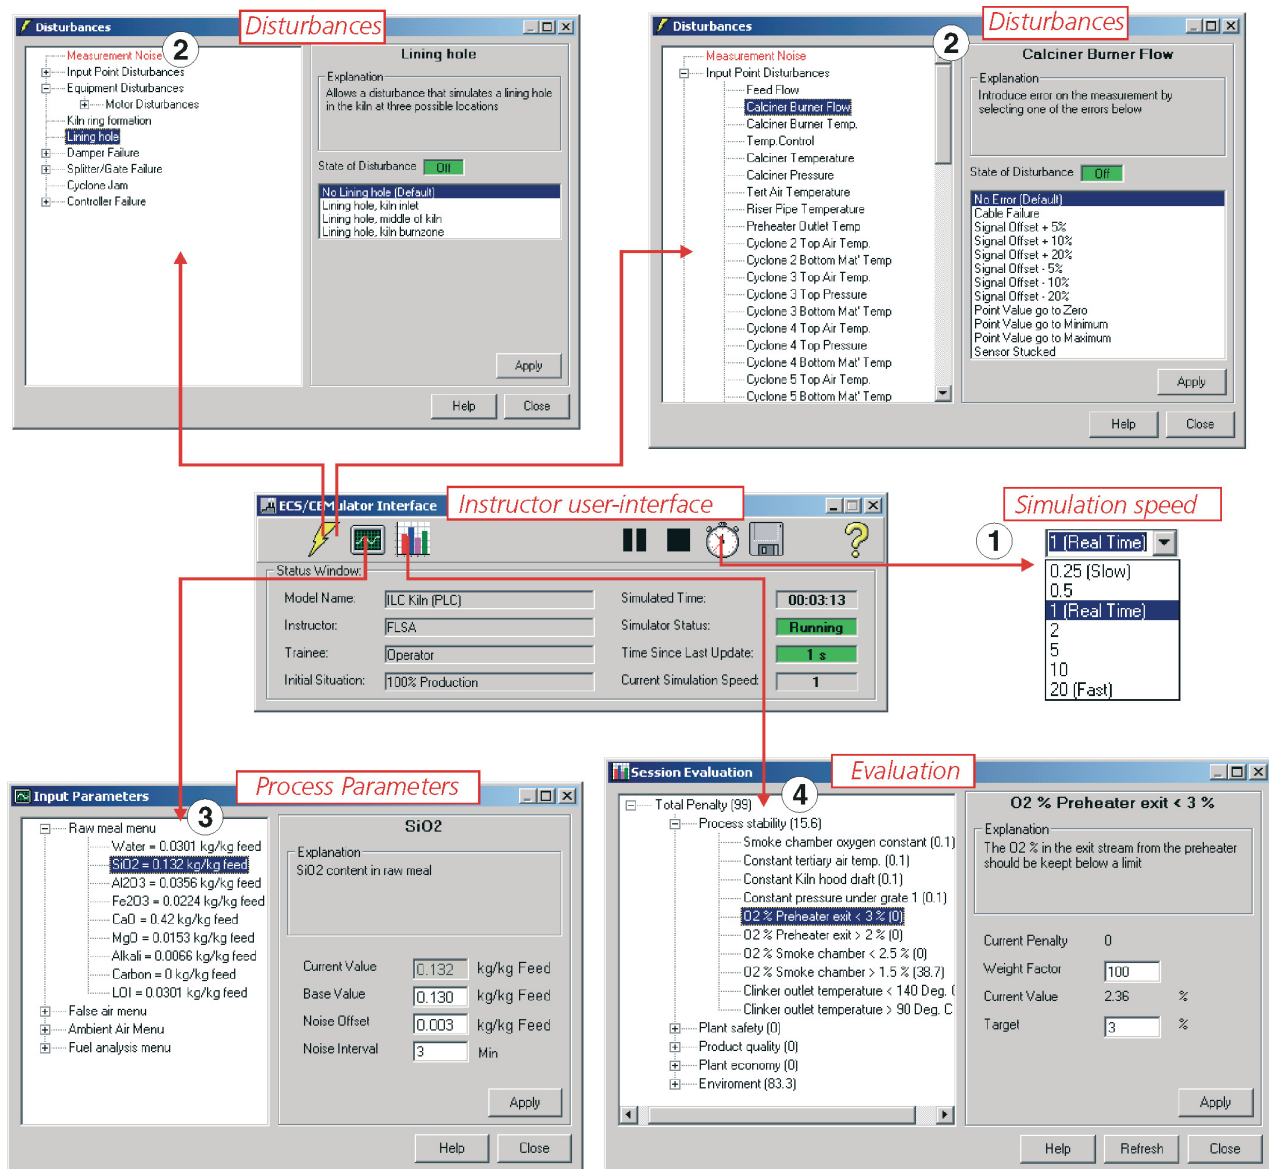 Disturbances
Disturbances
Measurement Noise
2
Input Point Disturbances
Equipment Disturbances
Motor Disturbances
Kiln ring formation
Lining hole
Damper Failure
Splitter/Gate Failure
Cyclone Jam
Controller Failure
Lining hole
Explanation
Allows a disturbance that simulates a lining hole
in the kiln at three possible locations
State of Disturbance Off
No Lining hole (Default)
Lining hole, kiln inlet
Lining hole, middle of kiln
Lining hole, kiln burnzone
Apply
Help Close
Disturbances
Disturbances
2
Measurement Noise
Input Point Disturbances
Feed Flow
Calciner Burner Flow
Calciner Burner Temp.
Temp.Control
Calciner Temperature
Calciner Pressure
Tert Air Temperature
Riser Pipe Temperature
Preheater Outlet Temp
Cyclone 2 Top Air Temp.
Cyclone 2 Bottom Mat' Temp
Cyclone 3 Top Air Temp.
Cyclone 3 Top Pressure
Cyclone 3 Bottom Mat' Temp
Cyclone 4 Top Air Temp.
Cyclone 4 Top Pressure
Cyclone 4 Bottom Mat' Temp
Cyclone 5 Top Air Temp.
Cyclone 5 Bottom Mat' Temp
Calciner Burner Flow
Explanation
Introduce error on the measurement by
selecting one of the errors below
State of Disturbance Off
No Error (Default)
Cable Failure
Signal Offset + 5%
Signal Offset + 10%
Signal Offset + 20%
Signal Offset - 5%
Signal Offset - 10%
Signal Offset - 20%
Point Value go to Zero
Point Value go to Minimum
Point Value go to Maximum
Sensor Stucked
Apply
Help Close
ECS/CEMulator Interface
Instructor user-interface
Status Window:
Model Name: ILC Kiln (PLC)
Instructor: FLSA
Trainee: Operator
Initial Situation: 100% Production
Simulated Time: 00:03:13
Simulator Status: Running
Time Since Last Update: 1 s
Current Simulation Speed: 1
Simulation speed
1
1 (Real Time)
0.25 (Slow)
0.5
1 (Real Time)
2
5
10
20 (Fast)
Input Parameters
Process Parameters
3
Raw meal menu
Water = 0.0301 kg/kg feed
SiO2 = 0.132 kg/kg feed
Al2O3 = 0.0356 kg/kg feed
Fe2O3 = 0.0224 kg/kg feed
CaO = 0.42 kg/kg feed
MgO = 0.0153 kg/kg feed
Alkali = 0.0066 kg/kg feed
Carbon = 0 kg/kg feed
LOI = 0.0301 kg/kg feed
False air menu
Ambient Air Menu
Fuel analysis menu
SiO2
Explanation
SiO2 content in raw meal
Current Value 0.132 kg/kg Feed
Base Value 0.130 kg/kg Feed
Noise Offset 0.003 kg/kg Feed
Noise Interval 3 Min
Apply
Help Close
Session Evaluation
Evaluation
4
Total Penalty (99)
Process stability (15.6)
Smoke chamber oxygen constant (0.1)
Constant tertiary air temp. (0.1)
Constant Kiln hood draft (0.1)
Constant pressure under grate 1 (0.1)
O2 % Preheater exit < 3 % (0)
O2 % Preheater exit > 2 % (0)
O2 % Smoke chamber < 2.5 % (0)
O2 % Smoke chamber > 1.5 % (38.7)
Clinker outlet temperature < 140 Deg. (
Clinker outlet temperature > 90 Deg. C
Plant safety (0)
Product quality (0)
Plant economy (0)
Enviroment (83.3)
O2 % Preheater exit < 3 %
Explanation
The O2 % in the exit stream from the preheater
should be keept below a limit
Current Penalty 0
Weight Factor 100
Current Value 2.36 %
Target 3 %
Apply
Help Refresh Close